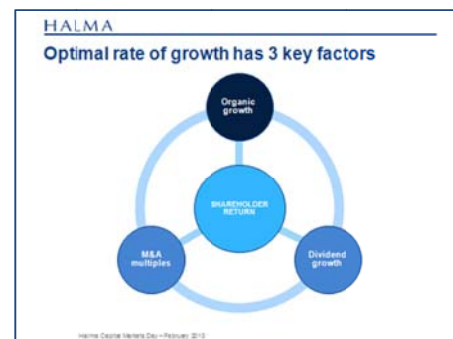 HALMA
Optimal rate of growth has 3 key factors
Organic
growth
SHAREHOLDER
RETURN
M&A
multiples
Dividend
growth
Halma Capital Markets Day – February 2013